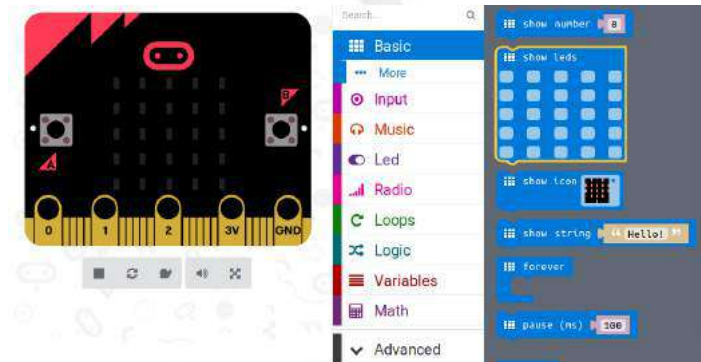 B
A
0 1 2 3V GND
Search...
Basic
More
Input
Music
Led
Radio
Loops
Logic
Variables
Math
Advanced
show number 0
show leds
show icon
show string " Hello! "
forever
pause (ms) 100